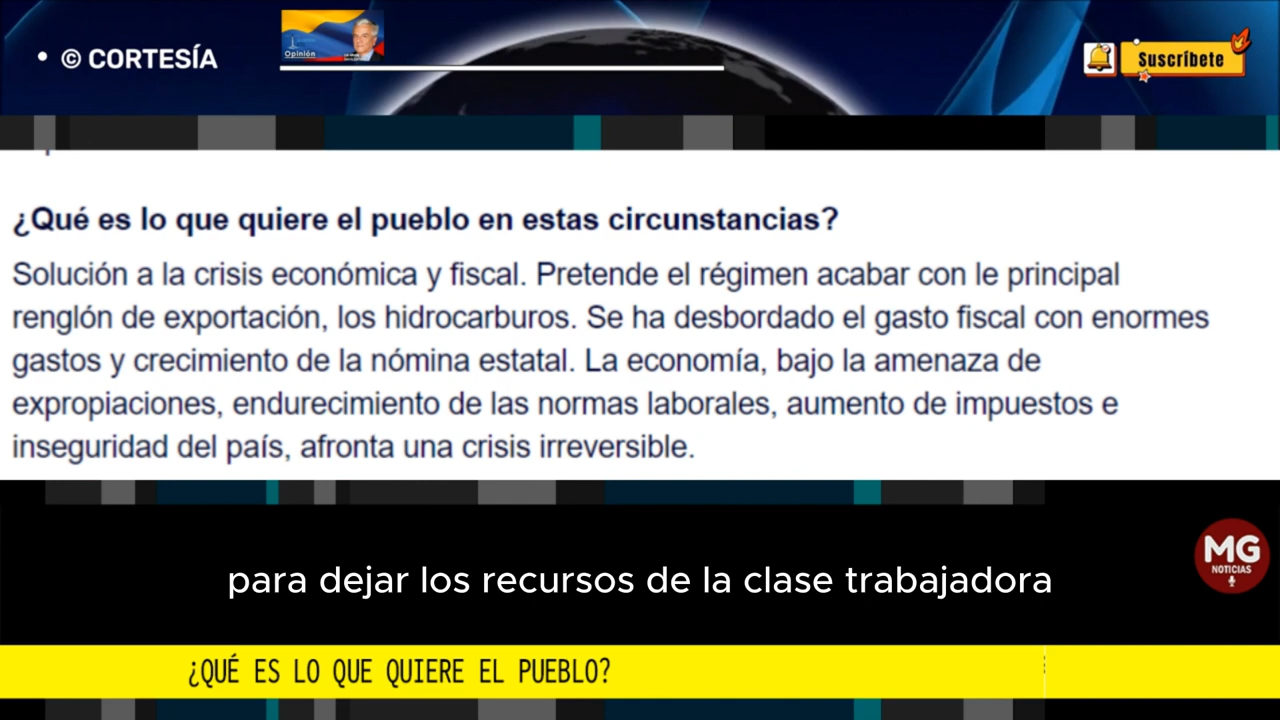 • © CORTESÍA
Opinión
Suscríbete
¿Qué es lo que quiere el pueblo en estas circunstancias?
Solución a la crisis económica y fiscal. Pretende el régimen acabar con le principal
renglón de exportación, los hidrocarburos. Se ha desbordado el gasto fiscal con enormes
gastos y crecimiento de la nómina estatal. La economía, bajo la amenaza de
expropiaciones, endurecimiento de las normas laborales, aumento de impuestos e
inseguridad del país, afronta una crisis irreversible.
para dejar los recursos de la clase trabajadora
MG
NOTICIAS
¿QUÉ ES LO QUE QUIERE EL PUEBLO?